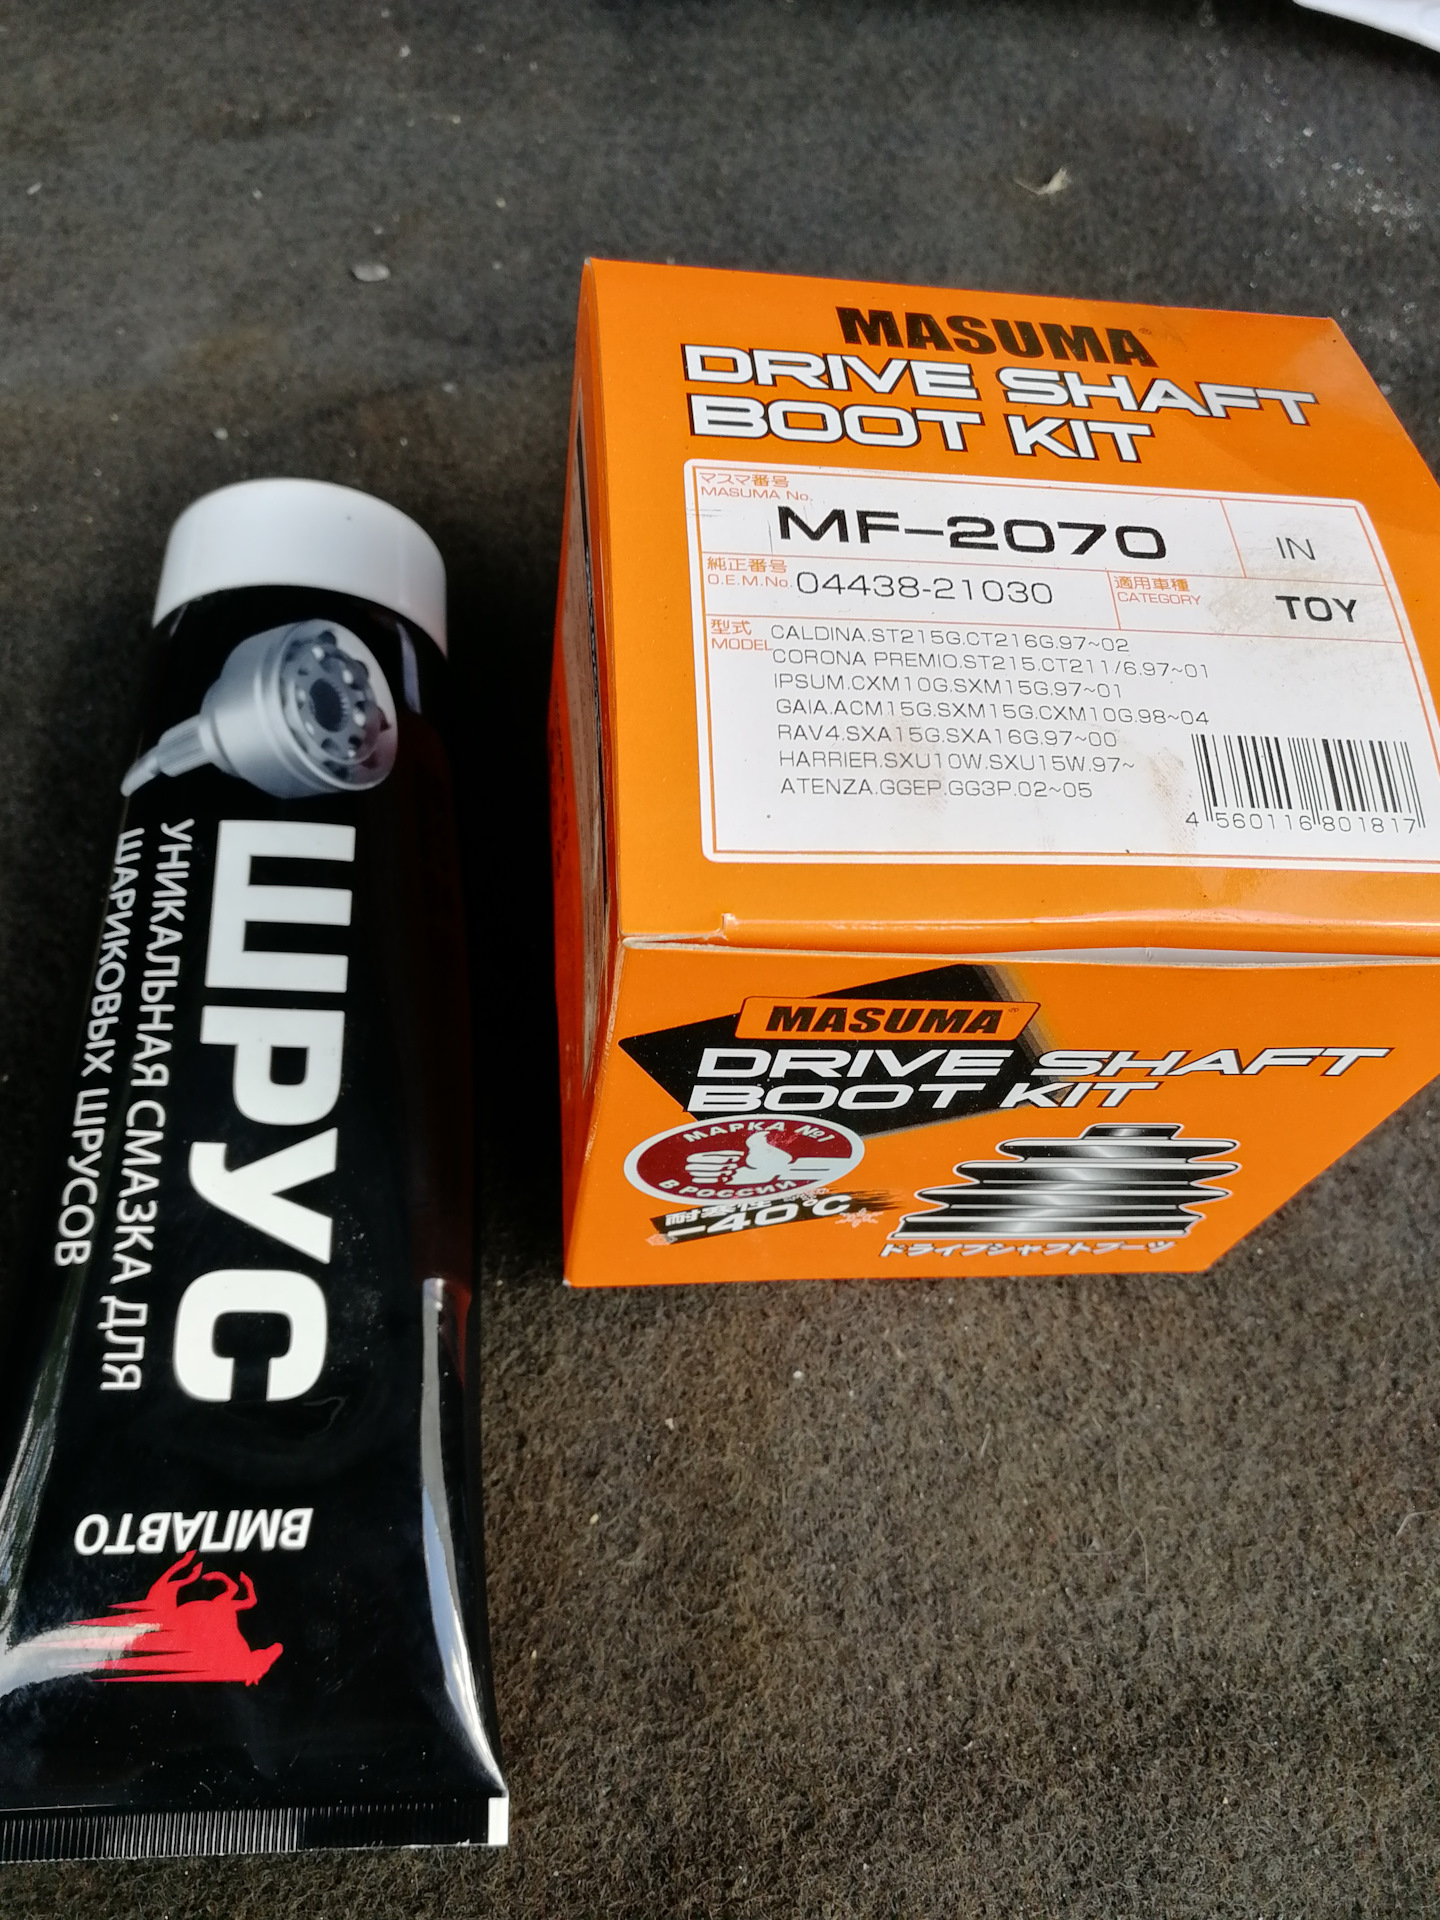 MASUMA
DRIVE SHAFT
BOOT KIT
マスマ番号
MASUMA No.
MF-2070
IN
純正番号
O.E.M.No.
04438-21030
適用車種
CATEGORY
TOY
型式
MODEL
CALDINA.ST215G.CT216G.97~02
CORONA PREMIO.ST215.CT211/6.97~01
IPSUM.CXM10G.SXM15G.97~01
GAIA.ACM15G.SXM15G.CXM10G.98~04
RAV4.SXA15G.SXA16G.97~00
HARRIER.SXU10W.SXU15W.97~
ATENZA.GGEP.GG3P.02~05
4 560116 801817
MASUMA
DRIVE SHAFT
BOOT KIT
МАРКА №1
В РОССИИ
耐寒性
-40℃
ドライブシャフトブーツ
ШРУС
УНИКАЛЬНАЯ СМАЗКА ДЛЯ
ШАРИКОВЫХ ШРУСОВ
ВМПАВТО